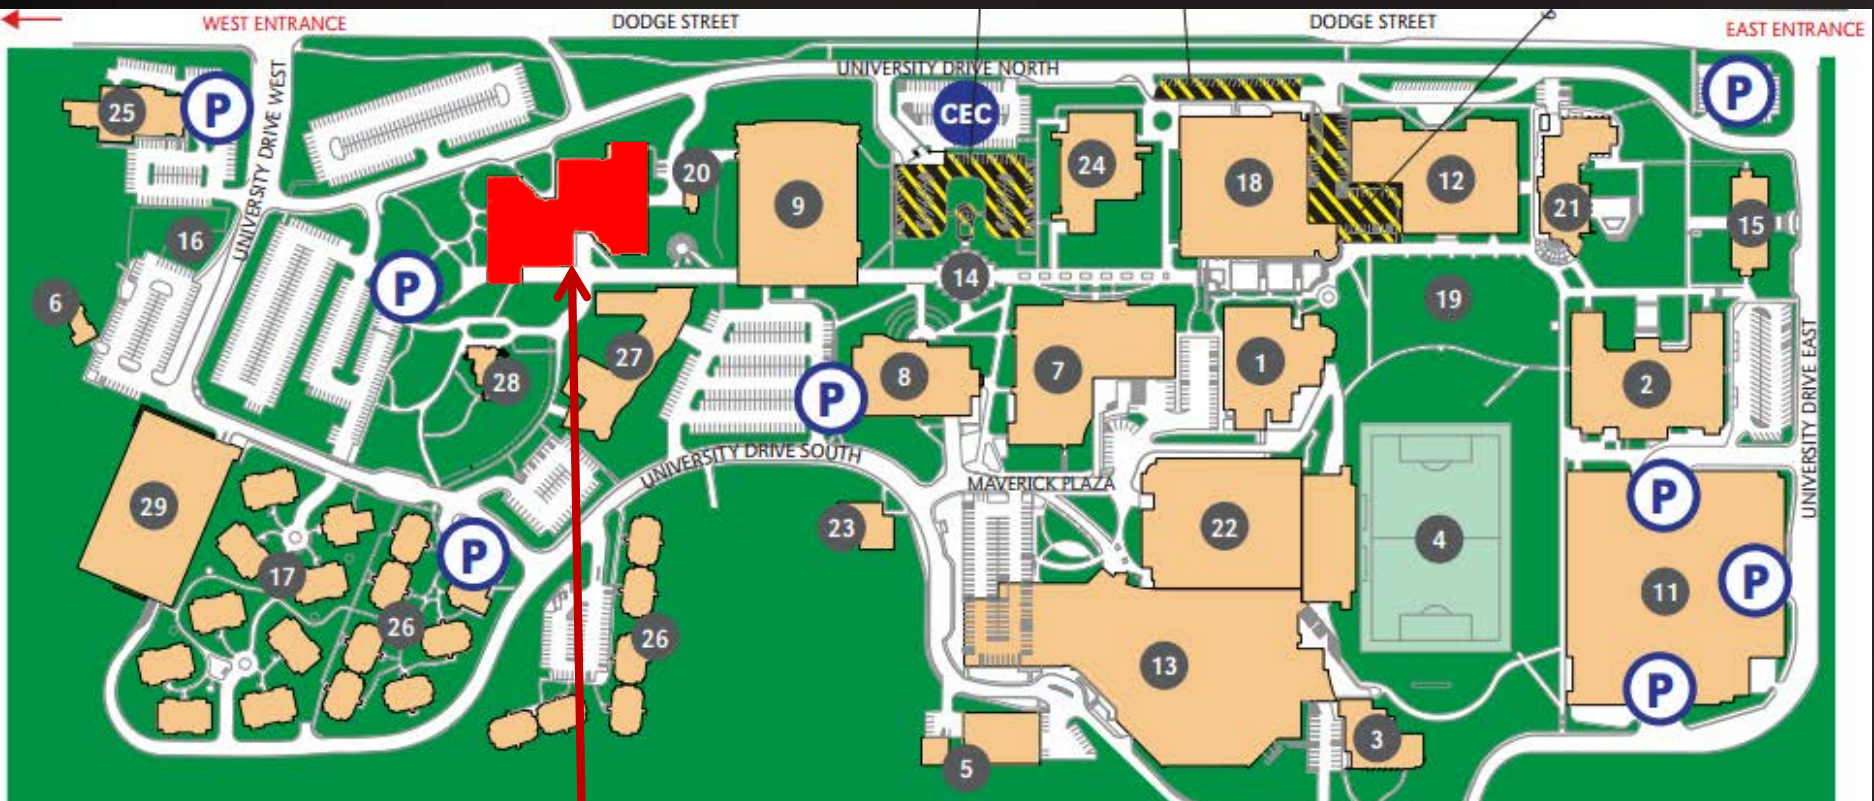 WEST ENTRANCE
DODGE STREET
DODGE STREET
EAST ENTRANCE
UNIVERSITY DRIVE NORTH
UNIVERSITY DRIVE WEST
25
P
CEC
P
20
24
18
12
9
21
15
16
6
P
14
19
27
28
P
8
7
1
2
UNIVERSITY DRIVE EAST
UNIVERSITY DRIVE SOUTH
MAVERICK PLAZA
29
23
22
4
P
11
P
17
P
26
26
13
P
3
5